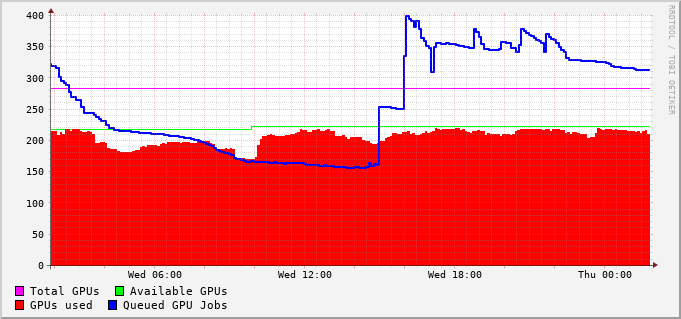 400
350
300
250
200
150
100
50
0
Wed 06:00 Wed 12:00 Wed 18:00 Thu 00:00
Total GPUs Available GPUs
GPUs used Queued GPU Jobs
RRDTOOL / TOBI OETIKER